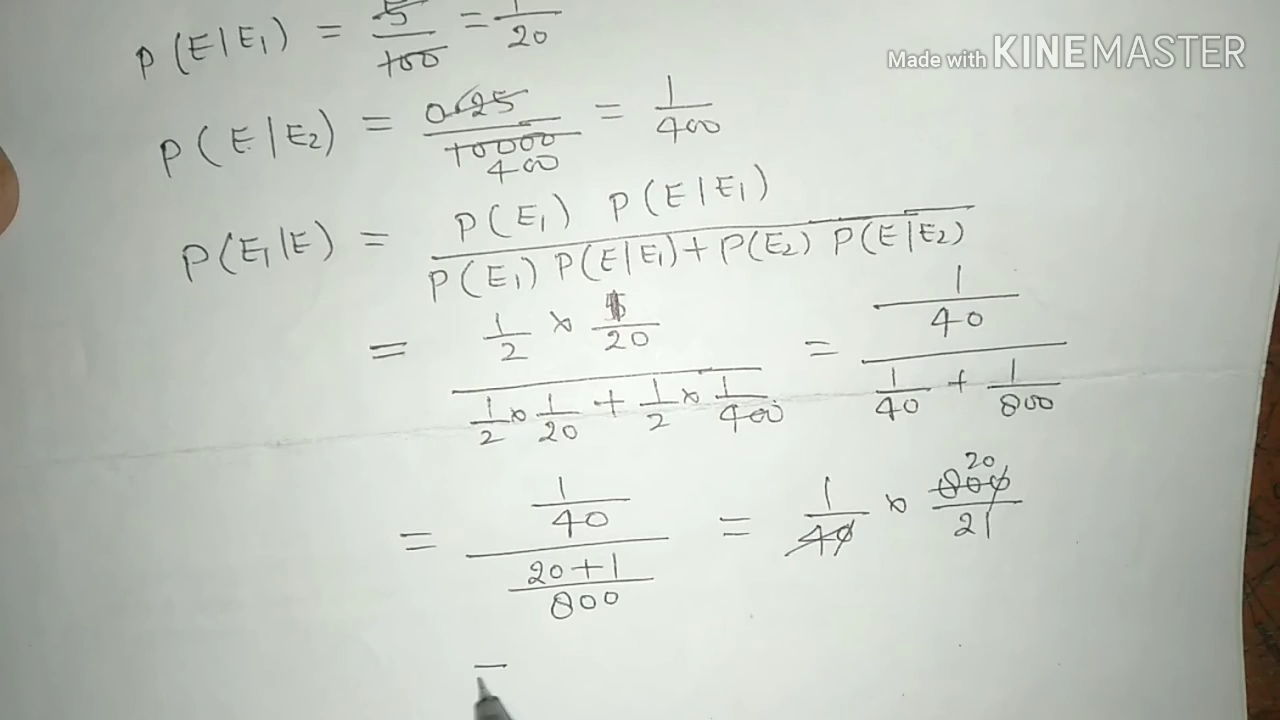 P(E|E₁) = 5/100 = 1/20
Made with KINEMASTER
P(E|E₂) = 0.25/10000 400 = 1/400
P(E₁|E) = P(E₁) P(E|E₁) / P(E₁) P(E|E₁) + P(E₂) P(E|E₂)
= 1/2 × 1/20 / 1/2 × 1/20 + 1/2 × 1/400 = 1/40 / 1/40 + 1/800
= 1/40 / 20+1/800 = 1/40 × 800/21 20